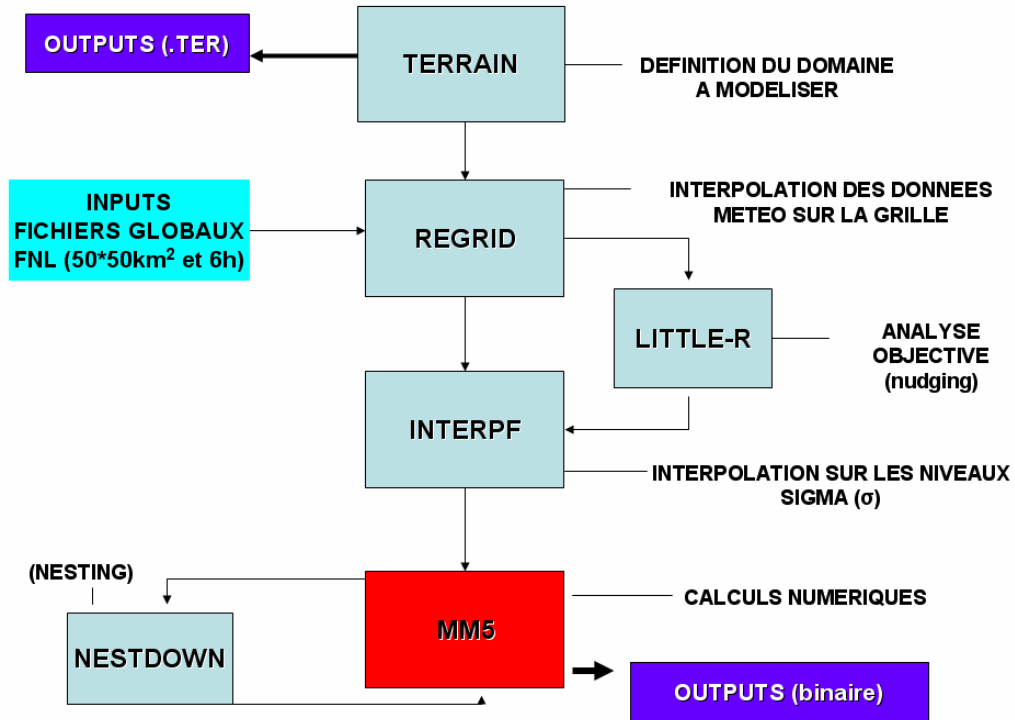 OUTPUTS (.TER)
TERRAIN
DEFINITION DU DOMAINE
A MODELISER
INPUTS
FICHIERS GLOBAUX
FNL (50*50km² et 6h)
REGRID
INTERPOLATION DES DONNEES
METEO SUR LA GRILLE
LITTLE-R
ANALYSE
OBJECTIVE
(nudging)
INTERPF
INTERPOLATION SUR LES NIVEAUX
SIGMA (σ)
(NESTING)
NESTDOWN
MM5
CALCULS NUMERIQUES
OUTPUTS (binaire)